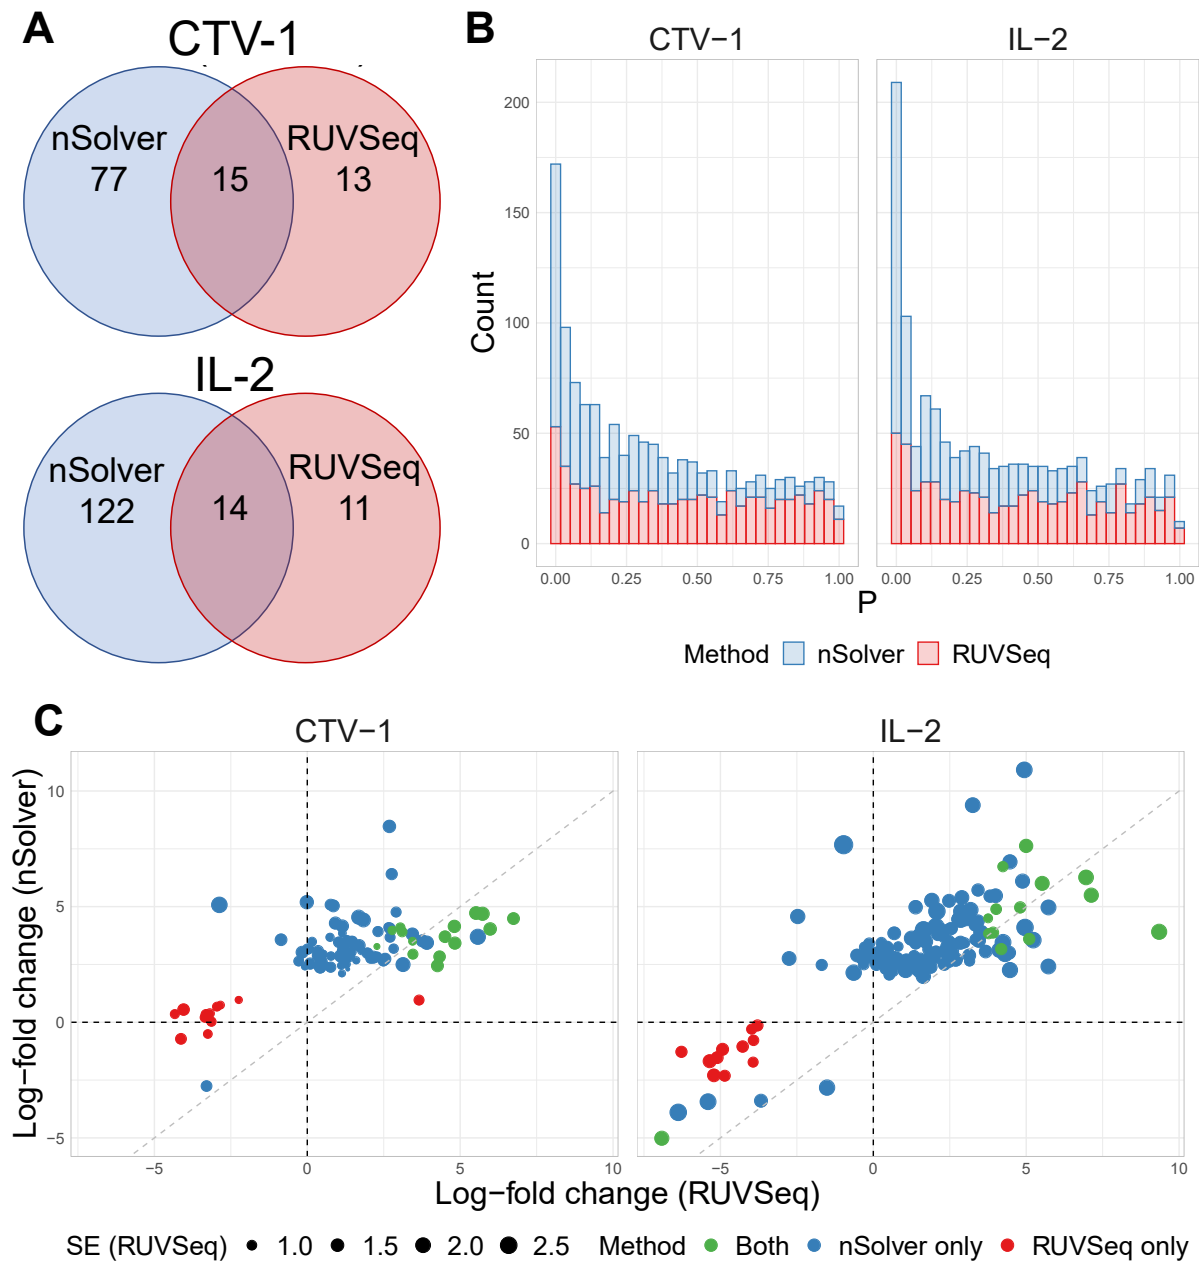 A
CTV-1
nSolver
77
15
RUVSeq
13
IL-2
nSolver
122
14
RUVSeq
11
B
CTV−1
IL−2
Count
200
150
100
50
0
0.00 0.25 0.50 0.75 1.00
0.00 0.25 0.50 0.75 1.00
P
Method nSolver RUVSeq
C
CTV−1
IL−2
Log−fold change (nSolver)
10
5
0
−5
−5 0 5 10
−5 0 5 10
Log−fold change (RUVSeq)
SE (RUVSeq) 1.0 1.5 2.0 2.5 Method Both nSolver only RUVSeq only